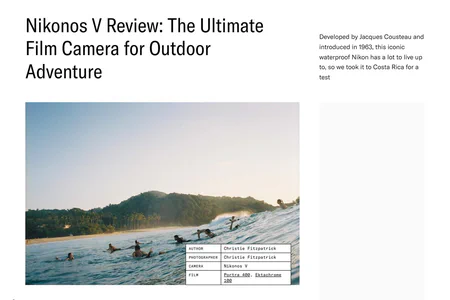 Nikonos V Review: The Ultimate
Film Camera for Outdoor
Adventure
Developed by Jacques Cousteau and
introduced in 1963, this iconic
waterproof Nikon has a lot to live up
to, so we took it to Costa Rica for a
test
AUTHOR Christie Fitzpatrick
PHOTOGRAPHER Christie Fitzpatrick
CAMERA Nikonos V
FILM Portra 400, Ektachrome
100